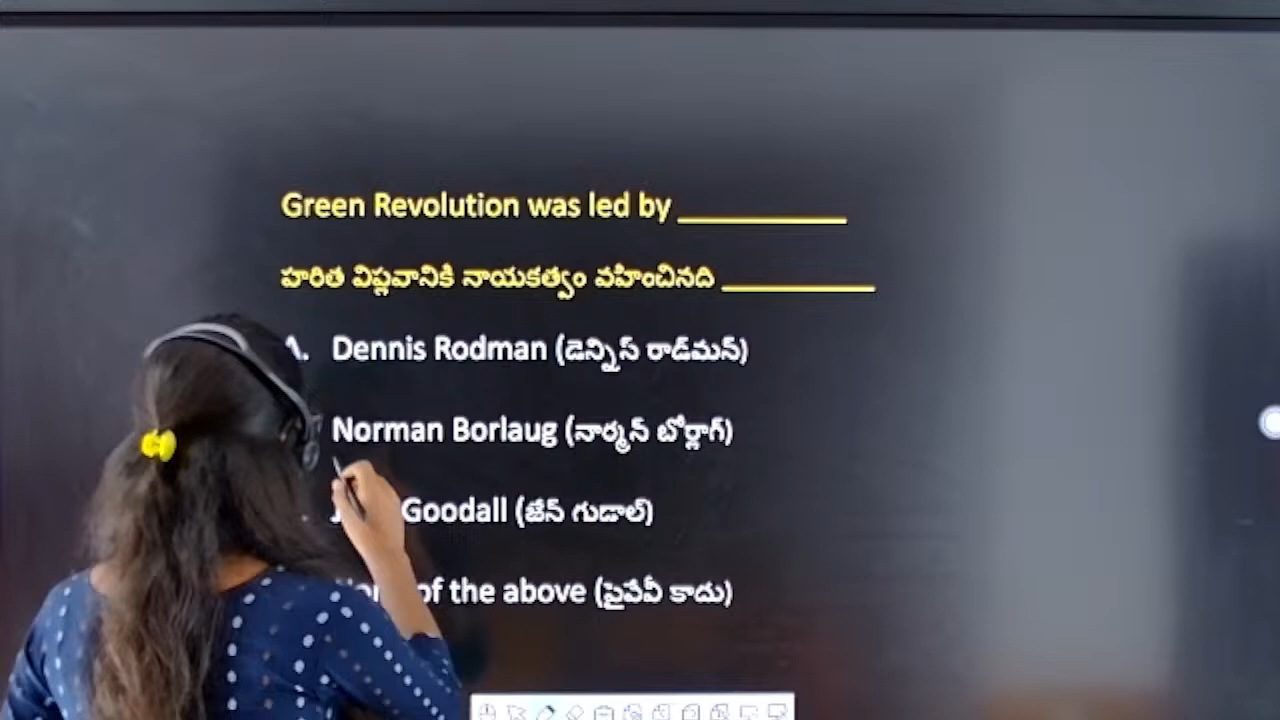 Green Revolution was led by ___________
హరిత విప్లవానికి నాయకత్వం వహించినది __________
A. Dennis Rodman (డెన్నిస్ రాడ్‌మన్)
Norman Borlaug (నార్మన్ బోర్లాగ్)
Goodall (జేన్ గుడాల్)
of the above (పైవేవీ కాదు)